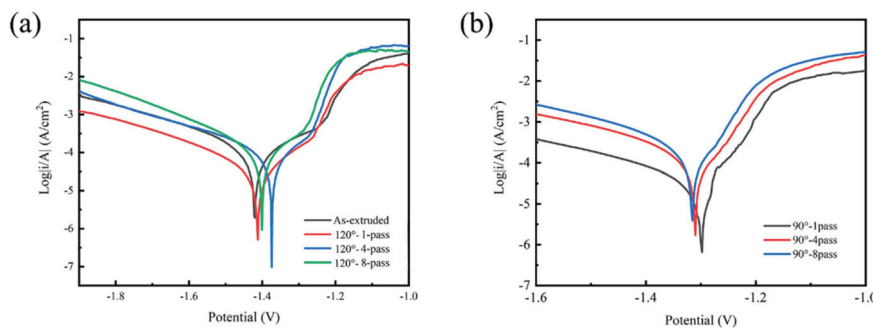 (a)
Log|i/A| (A/cm²)
-1
-2
-3
-4
-5
-6
-7
As-extruded
120°- 1-pass
120°- 4-pass
120°- 8-pass
-1.8
-1.6
-1.4
-1.2
-1.0
Potential (V)
(b)
Log|i/A| (A/cm²)
-1
-2
-3
-4
-5
-6
-7
90°-1pass
90°-4pass
90°-8pass
-1.6
-1.4
-1.2
-1.0
Potential (V)